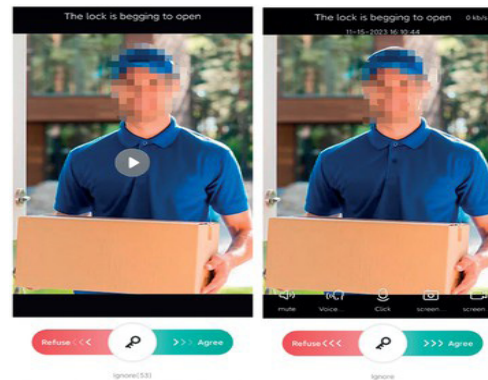 The lock is begging to open
Refuse <<<
>>> Agree
Ignore(53)
The lock is begging to open
0 kb/s
11-15-2023 16:10:44
mute
Voice...
Click
screen...
screen
Refuse <<<
>>> Agree
Ignore